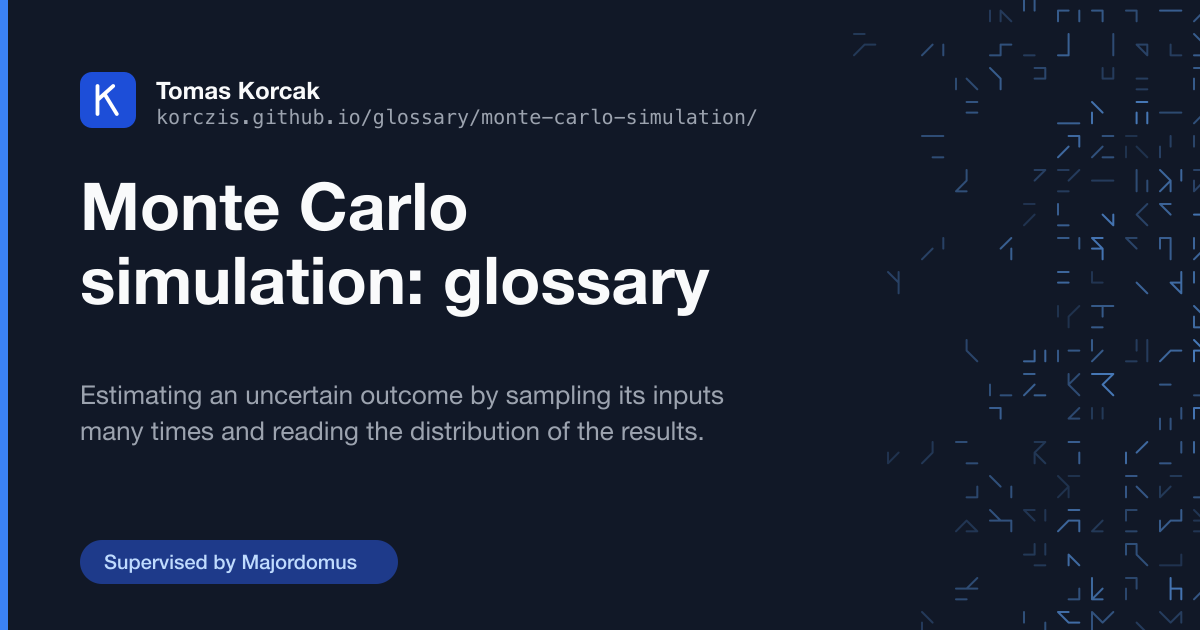 K
Tomas Korcak
korczis.github.io/glossary/monte-carlo-simulation/
Monte Carlo
simulation: glossary
Estimating an uncertain outcome by sampling its inputs
many times and reading the distribution of the results.
Supervised by Majordomus